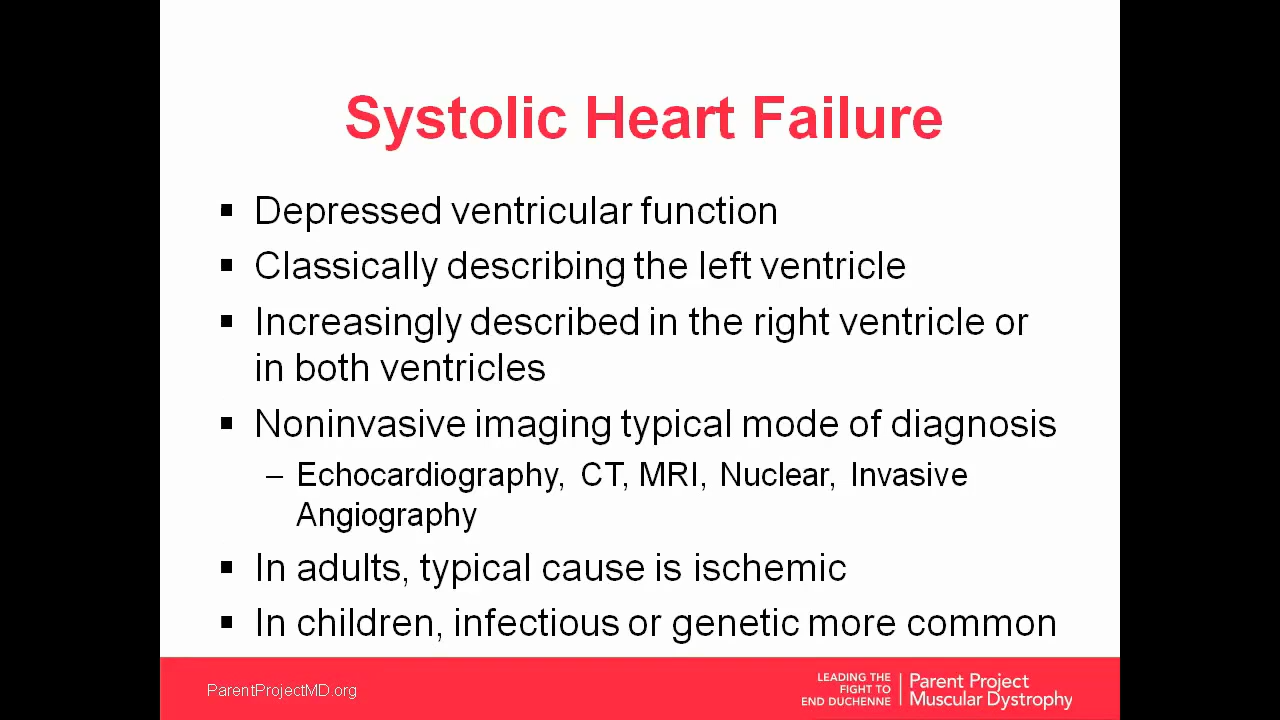 Systolic Heart Failure
▪ Depressed ventricular function
▪ Classically describing the left ventricle
▪ Increasingly described in the right ventricle or
in both ventricles
▪ Noninvasive imaging typical mode of diagnosis
– Echocardiography, CT, MRI, Nuclear, Invasive
Angiography
▪ In adults, typical cause is ischemic
▪ In children, infectious or genetic more common
ParentProjectMD.org
LEADING THE
FIGHT TO
END DUCHENNE
Parent Project
Muscular Dystrophy